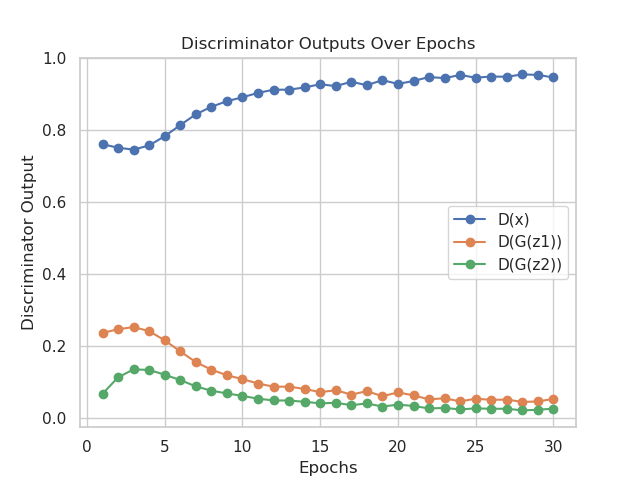 Discriminator Outputs Over Epochs
1.0
0.8
0.6
0.4
0.2
0.0
Discriminator Output
D(x)
D(G(z1))
D(G(z2))
0 5 10 15 20 25 30
Epochs